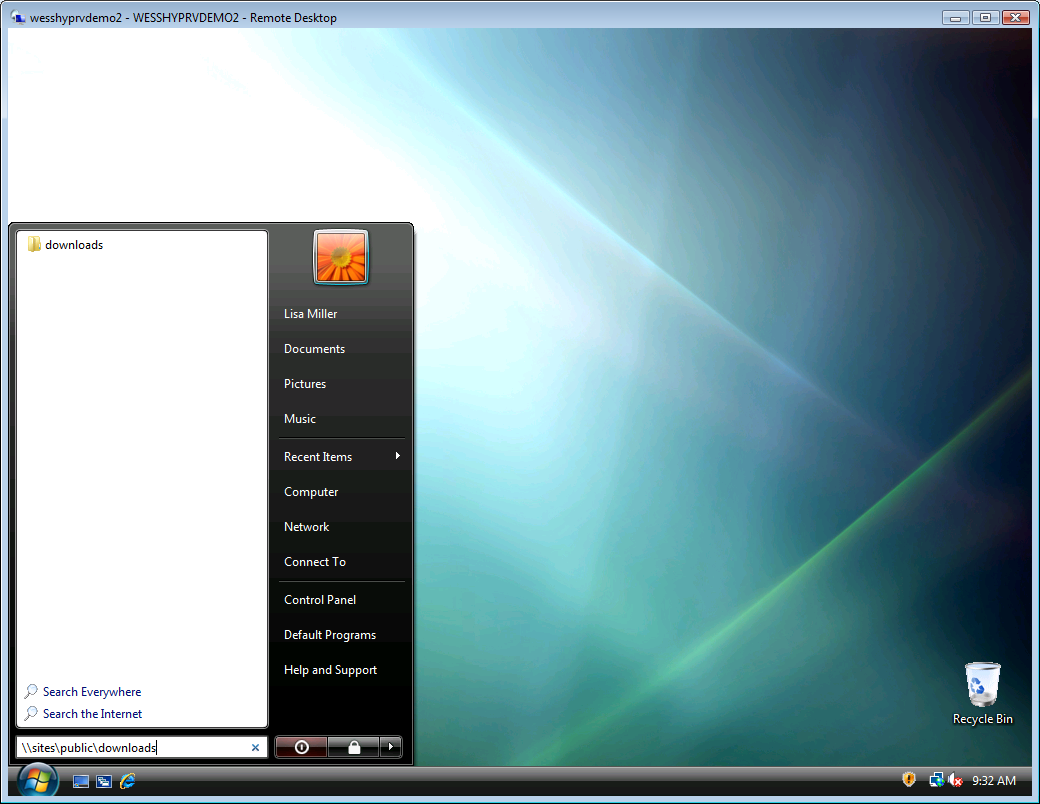 wesshyprvdemo2 - WESSHYPRVDEMO2 - Remote Desktop
downloads
Lisa Miller
Documents
Pictures
Music
Recent Items
Computer
Network
Connect To
Control Panel
Default Programs
Help and Support
Search Everywhere
Search the Internet
\\sites\public\downloads
Recycle Bin
9:32 AM